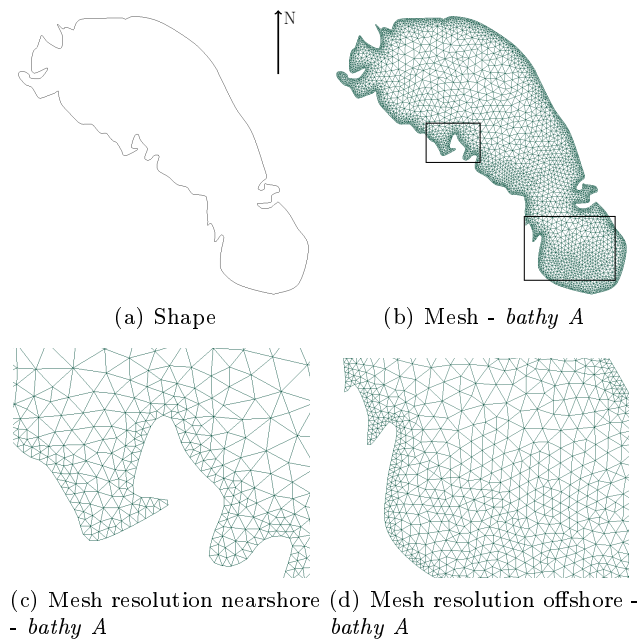 N
(a) Shape
(b) Mesh - bathy A
(c) Mesh resolution nearshore
- bathy A
(d) Mesh resolution offshore -
bathy A